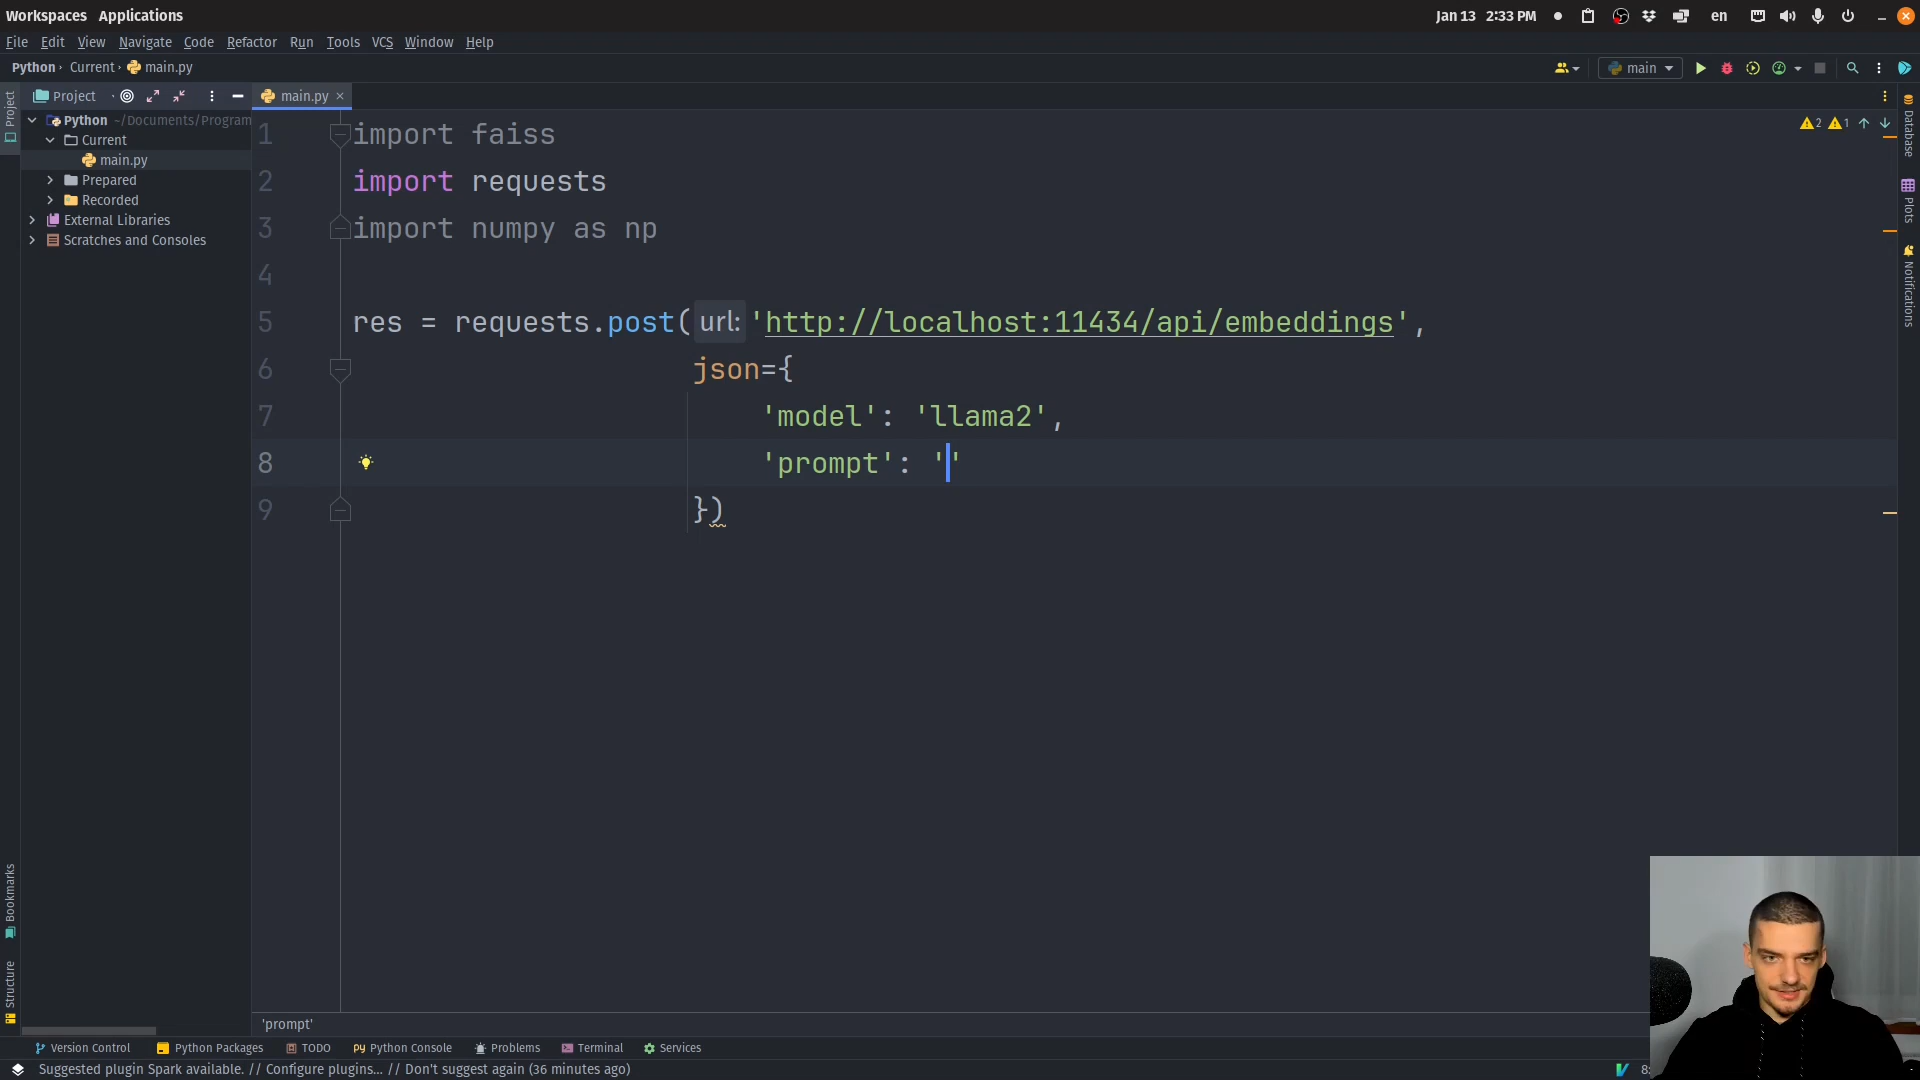 Workspaces Applications Jan 13 2:33 PM en
File Edit View Navigate Code Refactor Run Tools VCS Window Help
Python Current main.py main
Project main.py
Project
Python ~/Documents/Program
Current
main.py
Prepared
Recorded
External Libraries
Scratches and Consoles
1 import faiss
2 import requests
3 import numpy as np
4
5 res = requests.post(url: 'http://localhost:11434/api/embeddings',
6 json={
7 'model': 'llama2',
8 'prompt': ''
9 })
2 1
Database
Plots
Notifications
Bookmarks
Structure
'prompt'
Version Control Python Packages TODO Python Console Problems Terminal Services
Suggested plugin Spark available. // Configure plugins... // Don't suggest again (36 minutes ago)